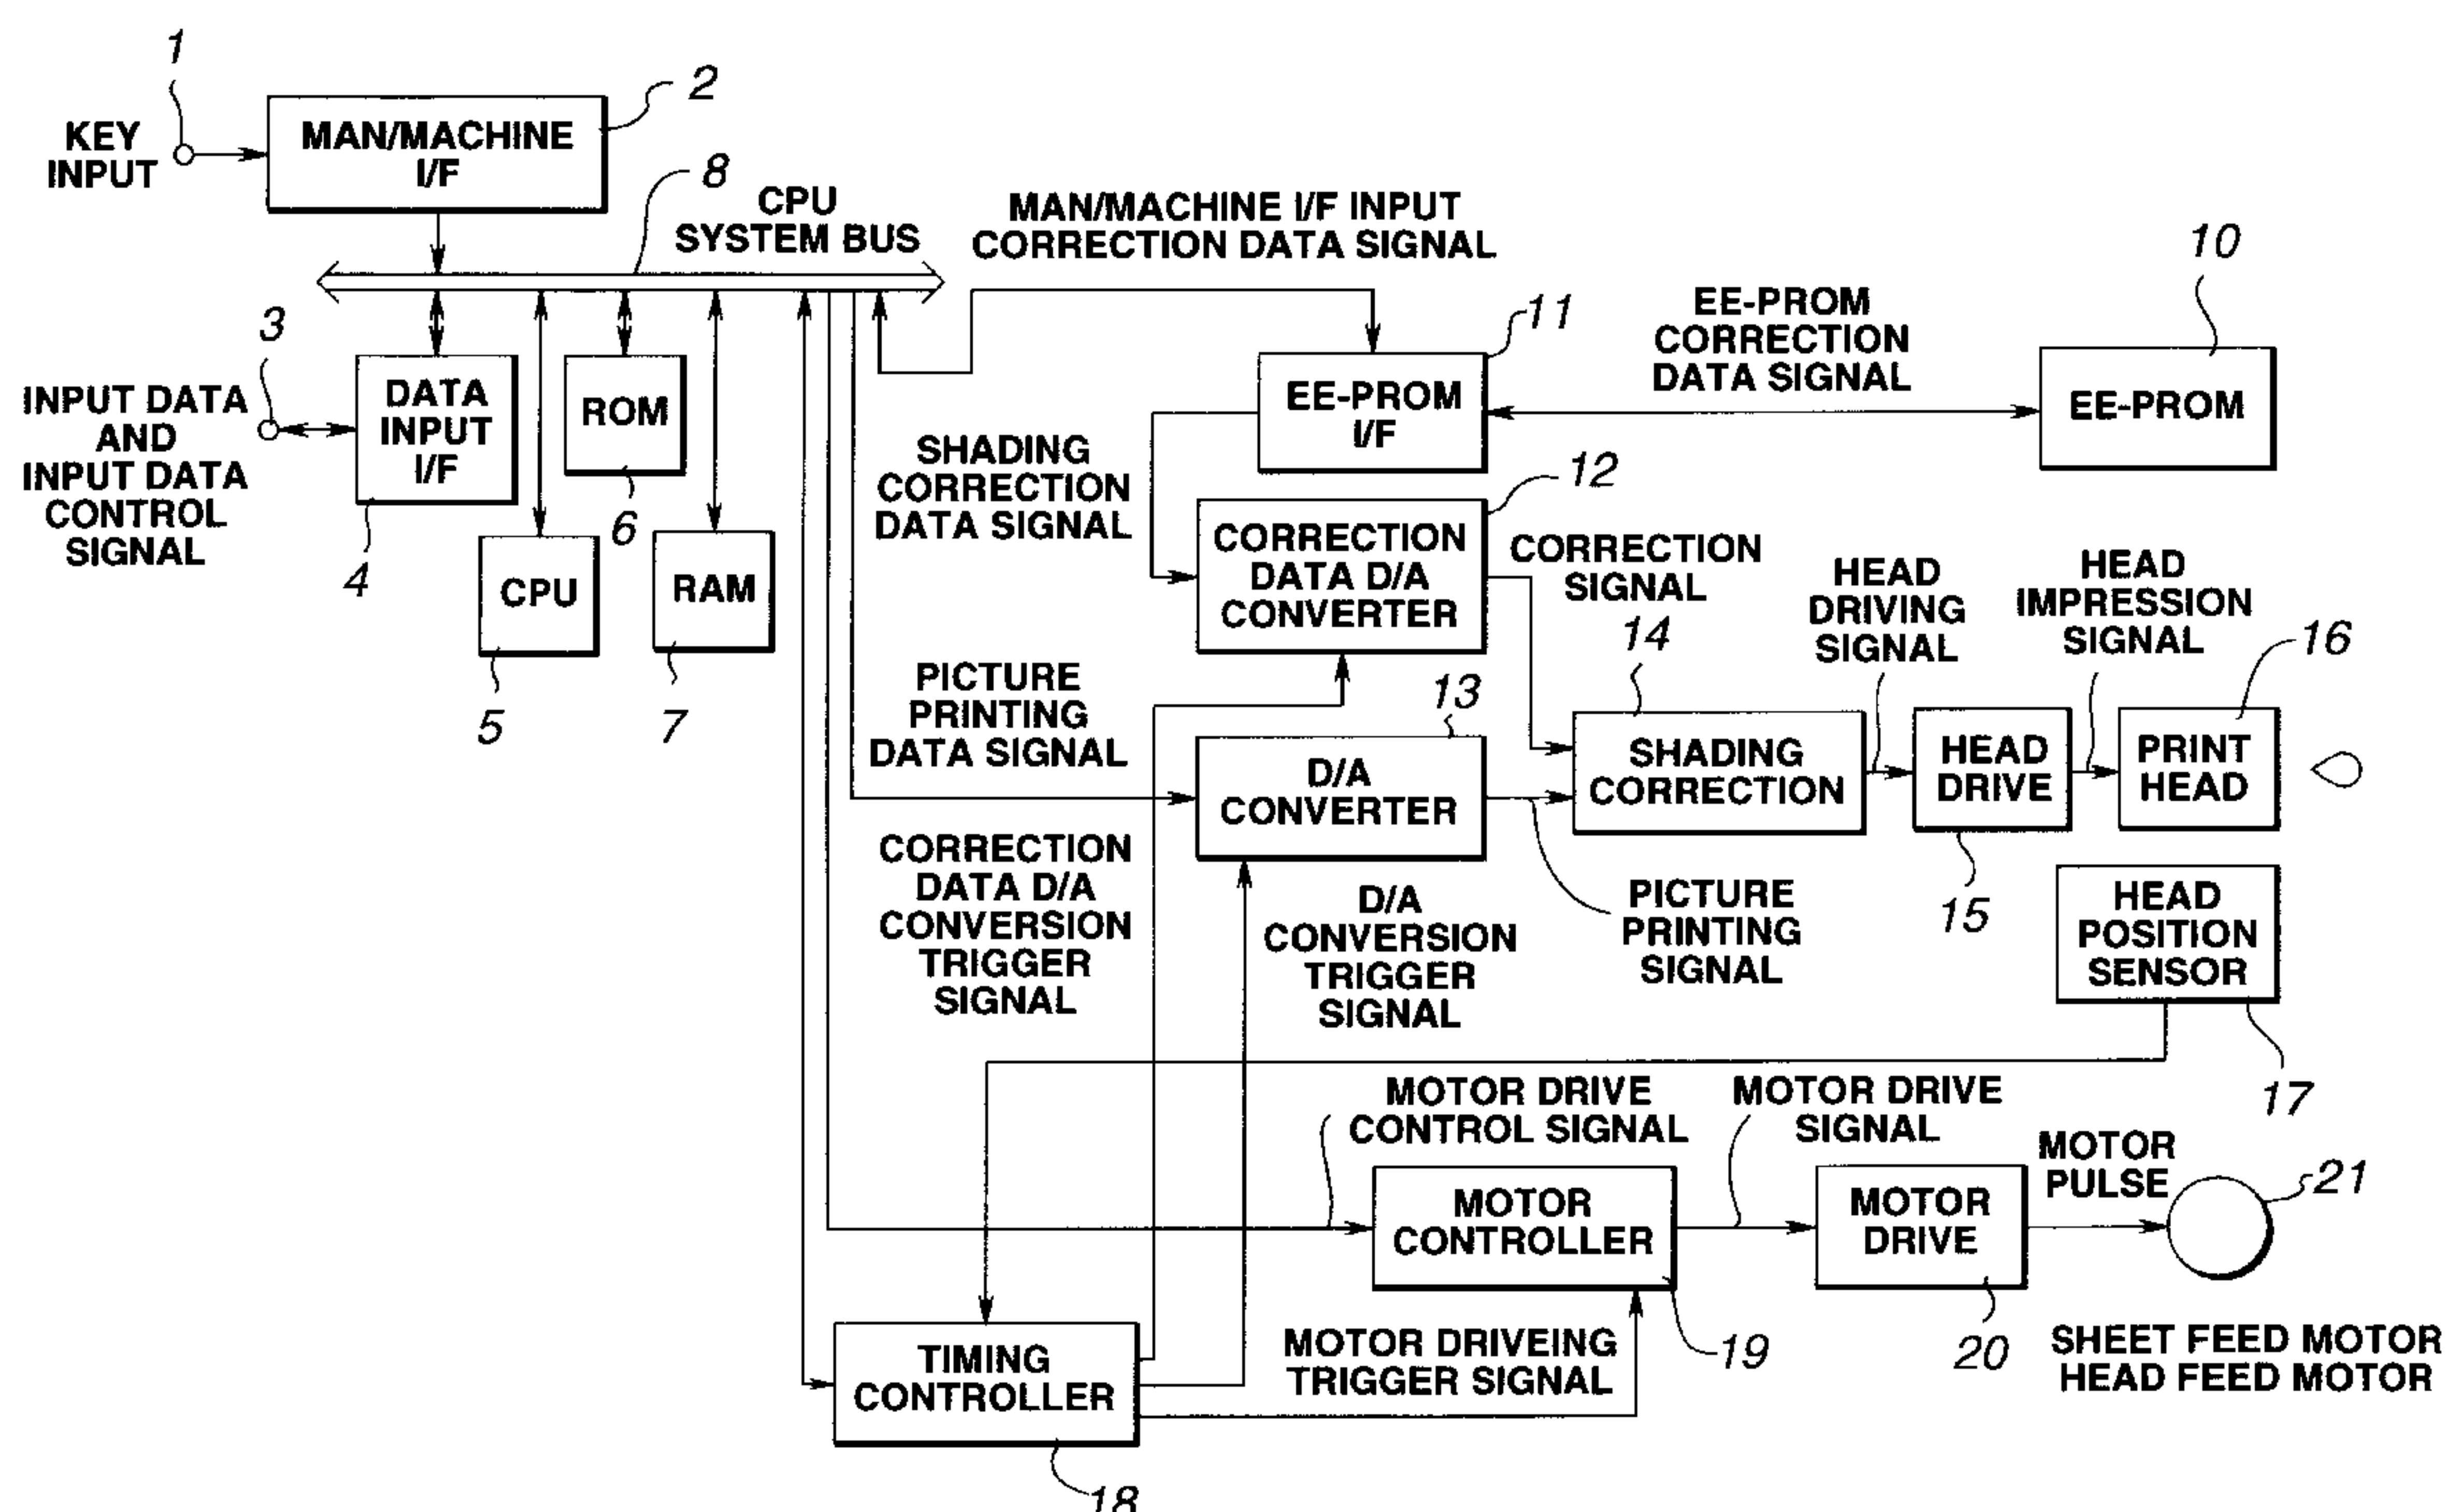 1
KEY
INPUT
MAN/MACHINE
I/F
2
8
CPU
SYSTEM BUS
MAN/MACHINE I/F INPUT
CORRECTION DATA SIGNAL
3
INPUT DATA
AND
INPUT DATA
CONTROL
SIGNAL
DATA
INPUT
I/F
4
CPU
5
ROM
6
RAM
7
EE-PROM
I/F
11
EE-PROM
CORRECTION
DATA SIGNAL
10
EE-PROM
SHADING
CORRECTION
DATA SIGNAL
12
CORRECTION
DATA D/A
CONVERTER
CORRECTION
SIGNAL
14
HEAD
DRIVING
SIGNAL
HEAD
IMPRESSION
SIGNAL
16
PICTURE
PRINTING
DATA SIGNAL
13
D/A
CONVERTER
SHADING
CORRECTION
HEAD
DRIVE
15
PRINT
HEAD
CORRECTION
DATA D/A
CONVERSION
TRIGGER
SIGNAL
D/A
CONVERSION
TRIGGER
SIGNAL
PICTURE
PRINTING
SIGNAL
HEAD
POSITION
SENSOR
17
MOTOR DRIVE
CONTROL SIGNAL
MOTOR DRIVE
SIGNAL
MOTOR
PULSE
21
MOTOR
CONTROLLER
19
MOTOR
DRIVE
20
SHEET FEED MOTOR
HEAD FEED MOTOR
TIMING
CONTROLLER
18
MOTOR DRIVEING
TRIGGER SIGNAL